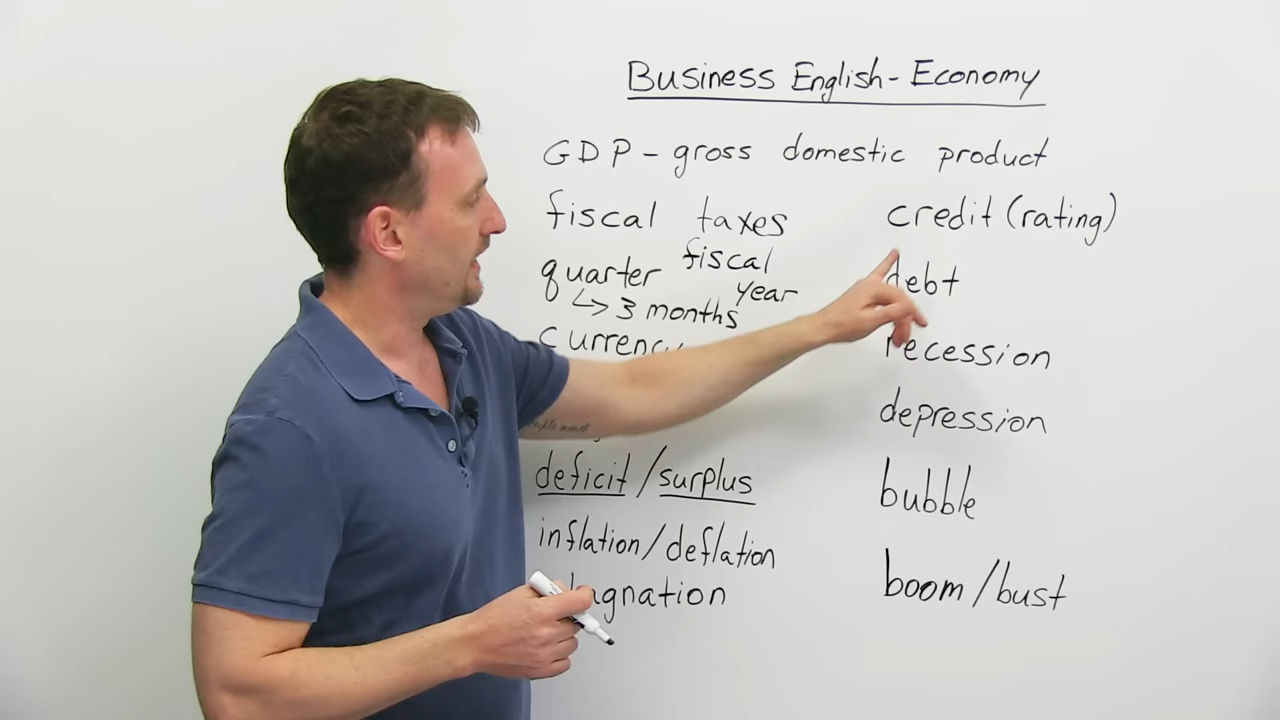 Business English - Economy
GDP - gross domestic product
fiscal taxes
quarter fiscal year
↳ 3 months
deficit / surplus
inflation / deflation
credit (rating)
debt
recession
depression
bubble
boom / bust